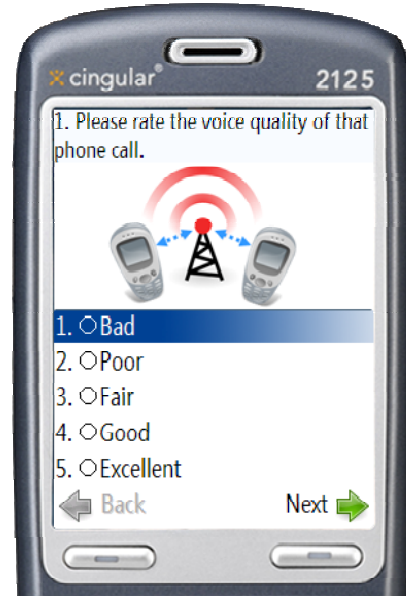 cingular®
2125
1. Please rate the voice quality of that
phone call.
1. Bad
2. Poor
3. Fair
4. Good
5. Excellent
Back
Next